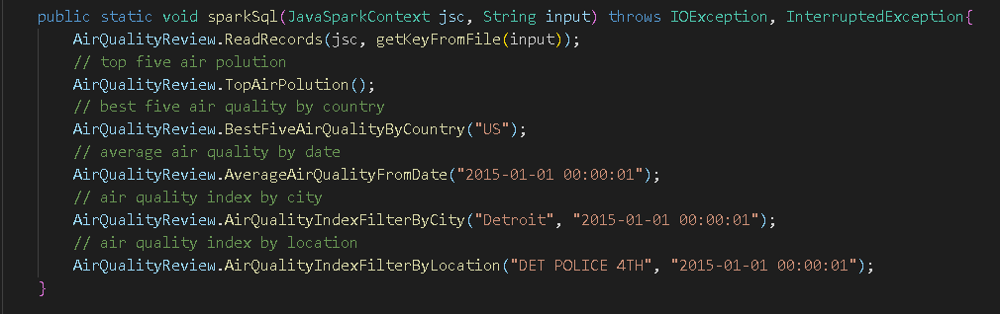 public static void sparkSql(JavaSparkContext jsc, String input) throws IOException, InterruptedException{
AirQualityReview.ReadRecords(jsc, getKeyFromFile(input));
// top five air polution
AirQualityReview.TopAirPolution();
// best five air quality by country
AirQualityReview.BestFiveAirQualityByCountry("US");
// average air quality by date
AirQualityReview.AverageAirQualityFromDate("2015-01-01 00:00:01");
// air quality index by city
AirQualityReview.AirQualityIndexFilterByCity("Detroit", "2015-01-01 00:00:01");
// air quality index by location
AirQualityReview.AirQualityIndexFilterByLocation("DET POLICE 4TH", "2015-01-01 00:00:01");
}